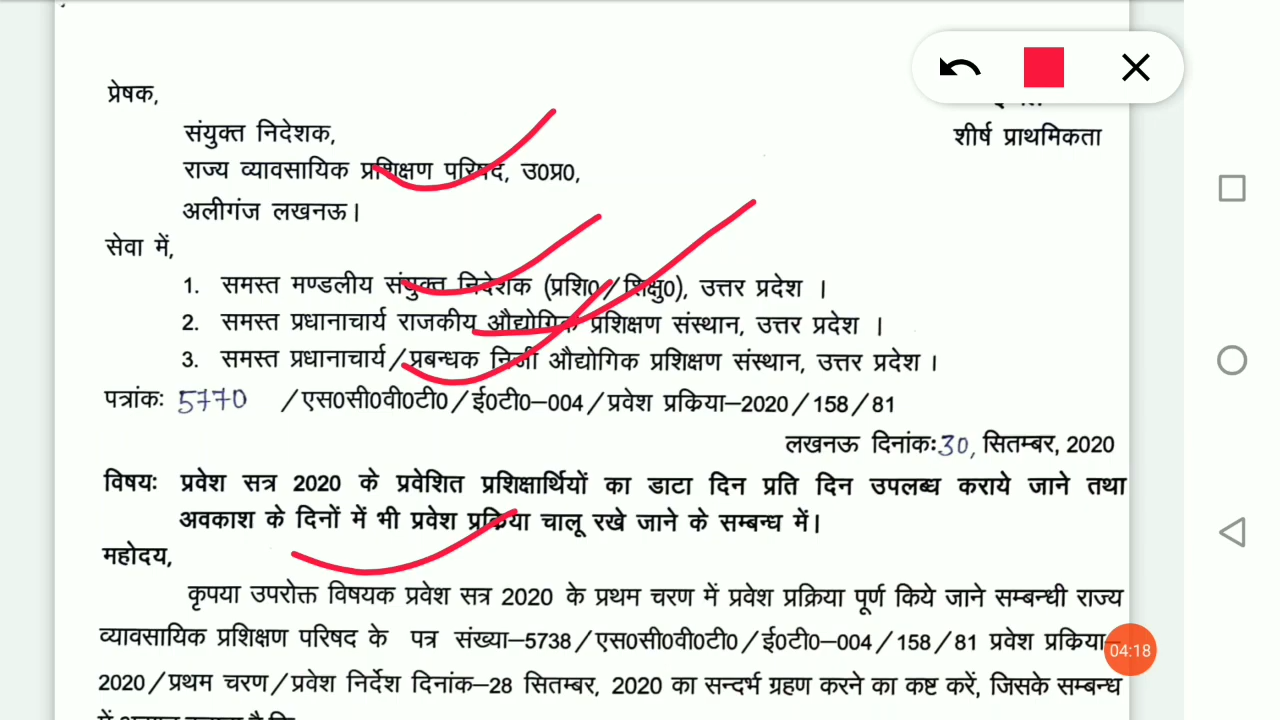 प्रेषक,
शीर्ष प्राथमिकता
संयुक्त निदेशक,
राज्य व्यावसायिक प्रशिक्षण परिषद, उ0प्र0,
अलीगंज लखनऊ।
सेवा में,
1. समस्त मण्डलीय संयुक्त निदेशक (प्रशि0/शिक्षु0), उत्तर प्रदेश ।
2. समस्त प्रधानाचार्य राजकीय औद्योगिक प्रशिक्षण संस्थान, उत्तर प्रदेश ।
3. समस्त प्रधानाचार्य/प्रबन्धक निजी औद्योगिक प्रशिक्षण संस्थान, उत्तर प्रदेश ।
पत्रांकः 5770 /एस0सी0वी0टी0/ई0टी0–004/प्रवेश प्रक्रिया–2020/158/81
लखनऊ दिनांकः30, सितम्बर, 2020
विषयः प्रवेश सत्र 2020 के प्रवेशित प्रशिक्षार्थियों का डाटा दिन प्रति दिन उपलब्ध कराये जाने तथा
अवकाश के दिनों में भी प्रवेश प्रक्रिया चालू रखे जाने के सम्बन्ध में।
महोदय,
कृपया उपरोक्त विषयक प्रवेश सत्र 2020 के प्रथम चरण में प्रवेश प्रक्रिया पूर्ण किये जाने सम्बन्धी राज्य
व्यावसायिक प्रशिक्षण परिषद के पत्र संख्या–5738/एस0सी0वी0टी0/ई0टी0–004/158/81 प्रवेश प्रकिया–
04:18
2020/प्रथम चरण/प्रवेश निर्देश दिनांक–28 सितम्बर, 2020 का सन्दर्भ ग्रहण करने का कष्ट करें, जिसके सम्बन्ध